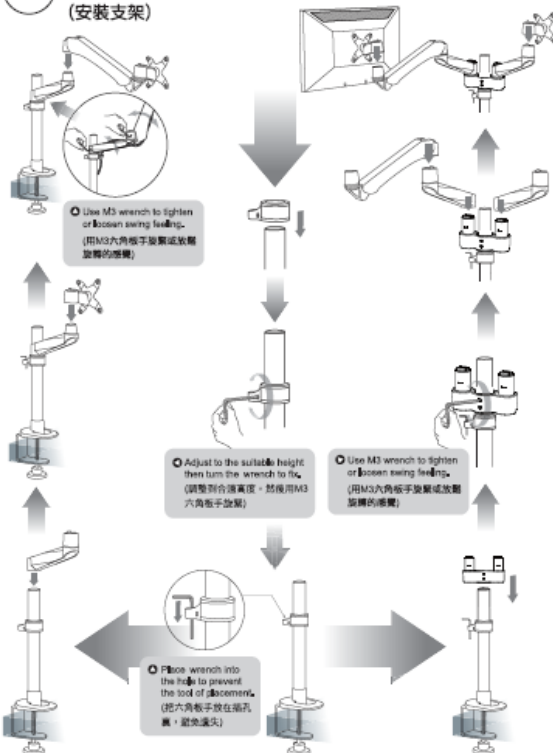 (安裝支架)
Use M3 wrench to tighten
or loosen swing feeling.
(用M3六角板手旋緊或放鬆
旋轉的感覺)
Adjust to the suitable height
then turn the wrench to fix.
(調整到合適高度，然後用M3
六角板手旋緊)
Use M3 wrench to tighten
or loosen swing feeling.
(用M3六角板手旋緊或放鬆
旋轉的感覺)
Place wrench into
the hole to prevent
the tool of placement.
(把六角板手放在插孔
裏，避免遺失)